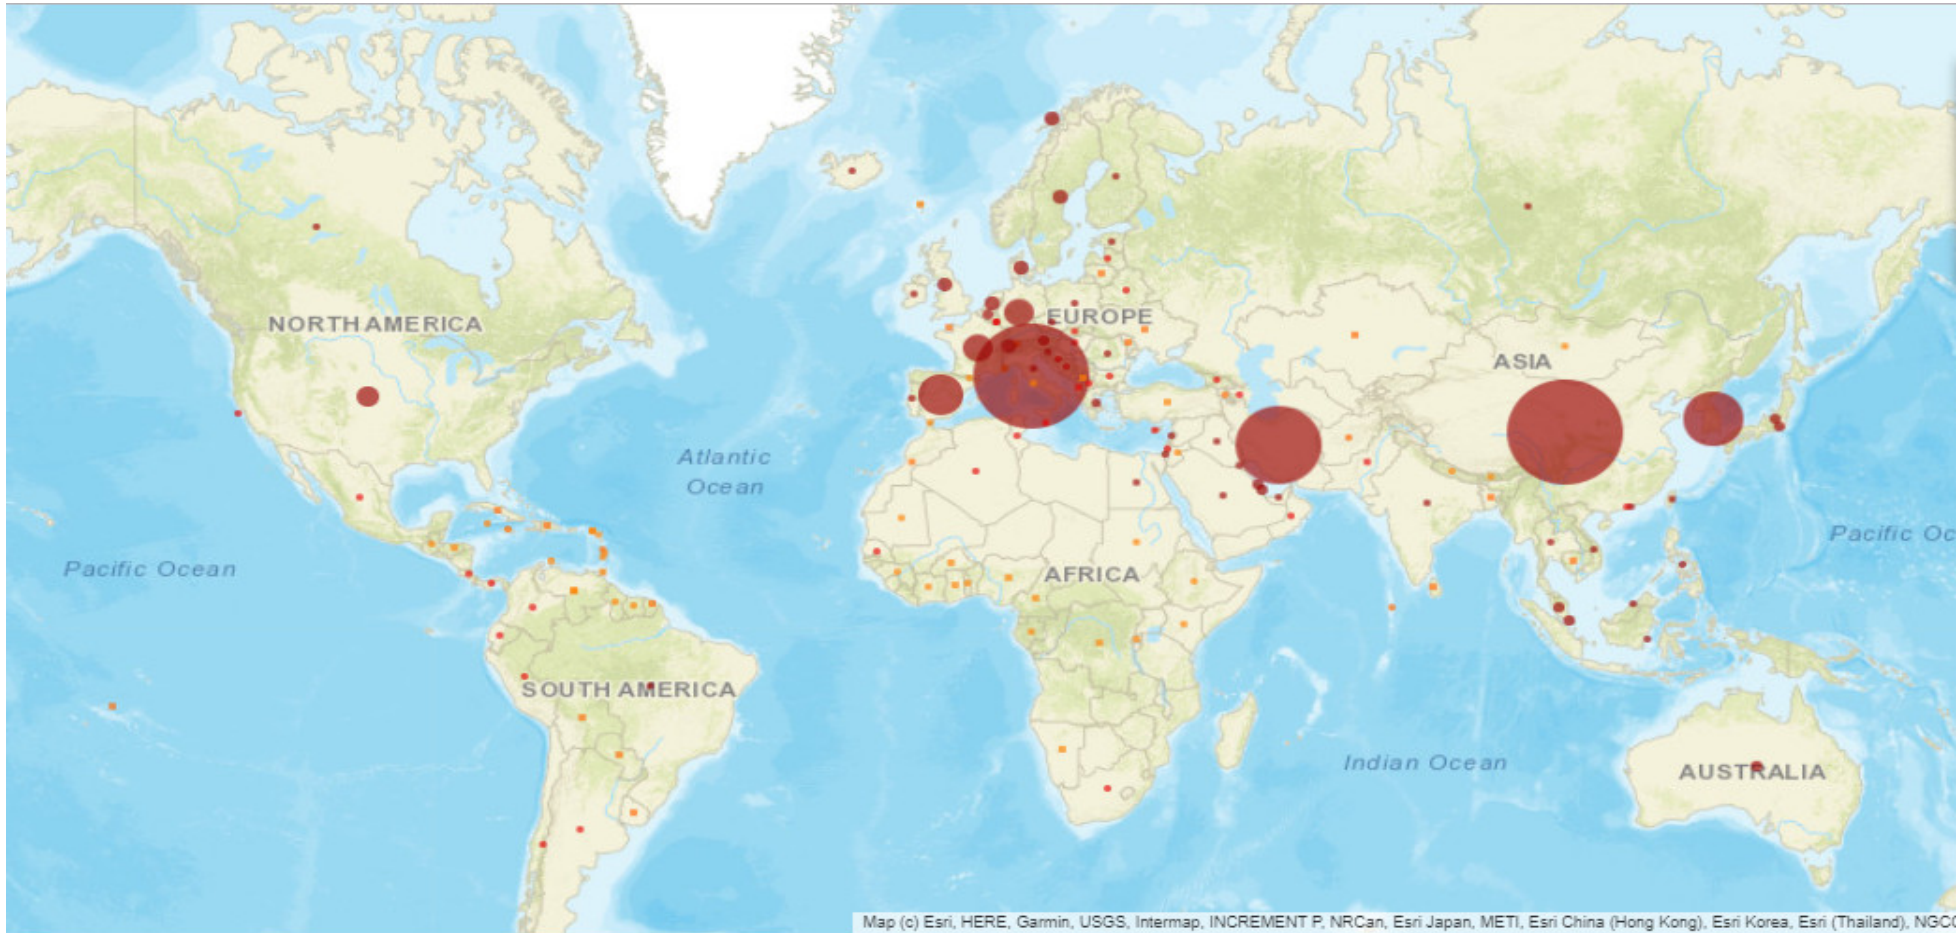 NORTH AMERICA
EUROPE
ASIA
Atlantic
Ocean
Pacific Oc
Pacific Ocean
AFRICA
SOUTH AMERICA
Indian Ocean
AUSTRALIA
Map (c) Esri, HERE, Garmin, USGS, Intermap, INCREMENT P, NRCan, Esri Japan, METI, Esri China (Hong Kong), Esri Korea, Esri (Thailand), NGCC